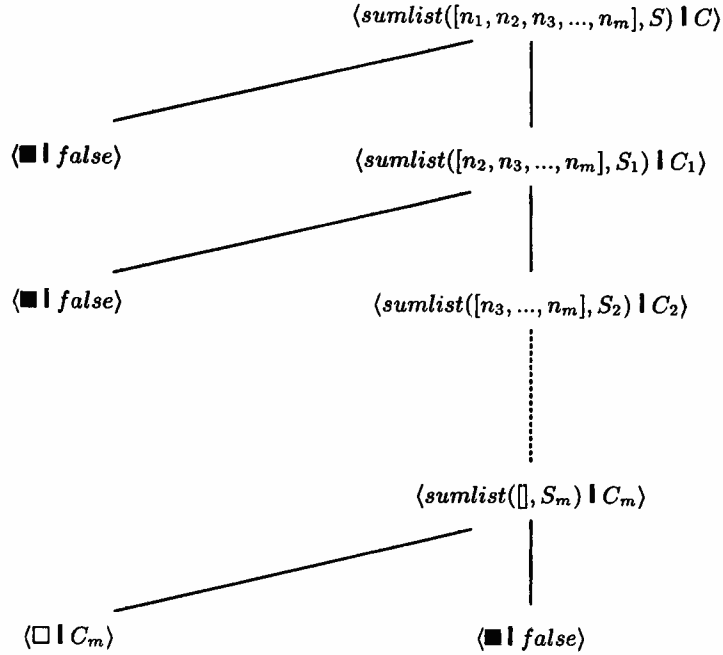 ⟨sumlist([n₁, n₂, n₃, ..., nₘ], S) ❙ C⟩
⟨■ ❙ false⟩ ⟨sumlist([n₂, n₃, ..., nₘ], S₁) ❙ C₁⟩
⟨■ ❙ false⟩ ⟨sumlist([n₃, ..., nₘ], S₂) ❙ C₂⟩
⟨sumlist([], Sₘ) ❙ Cₘ⟩
⟨□ ❙ Cₘ⟩ ⟨■ ❙ false⟩